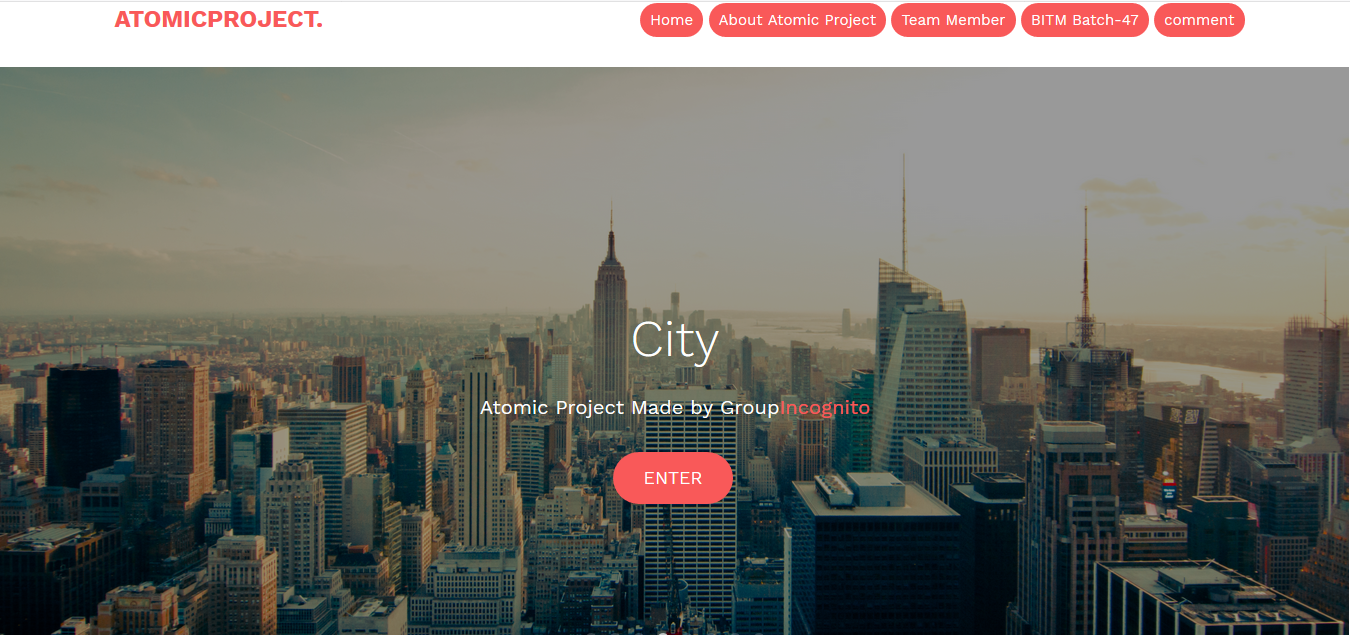 ATOMICPROJECT.
Home
About Atomic Project
Team Member
BITM Batch-47
comment
City
Atomic Project Made by GroupIncognito
ENTER